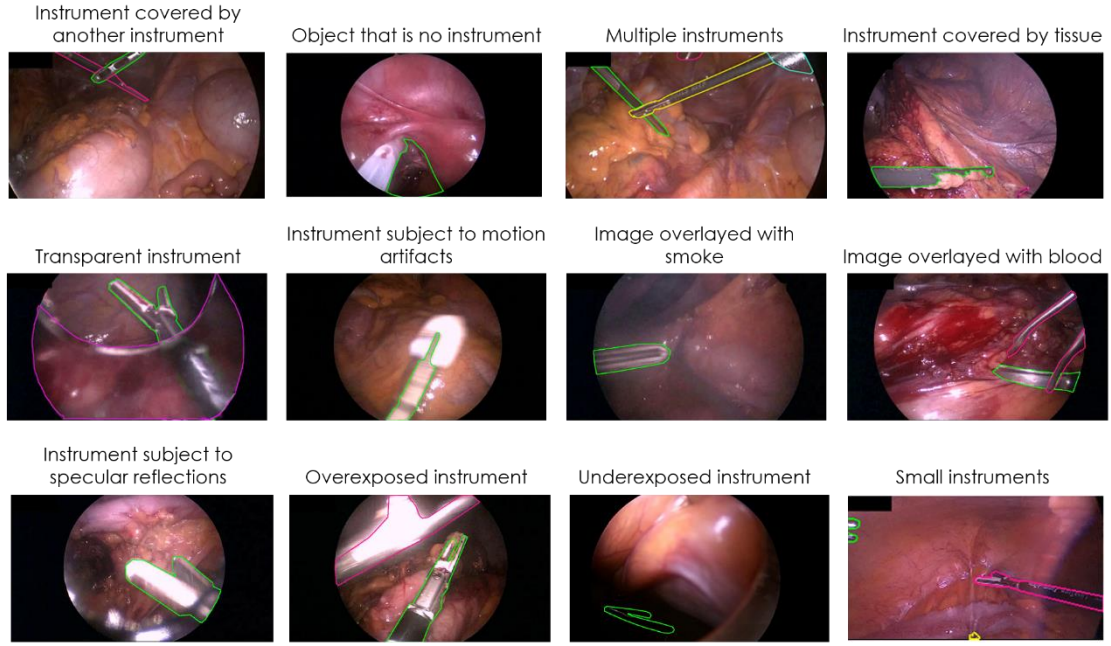 Instrument covered by
another instrument
Object that is no instrument
Multiple instruments
Instrument covered by tissue
Transparent instrument
Instrument subject to motion
artifacts
Image overlayed with
smoke
Image overlayed with blood
Instrument subject to
specular reflections
Overexposed instrument
Underexposed instrument
Small instruments